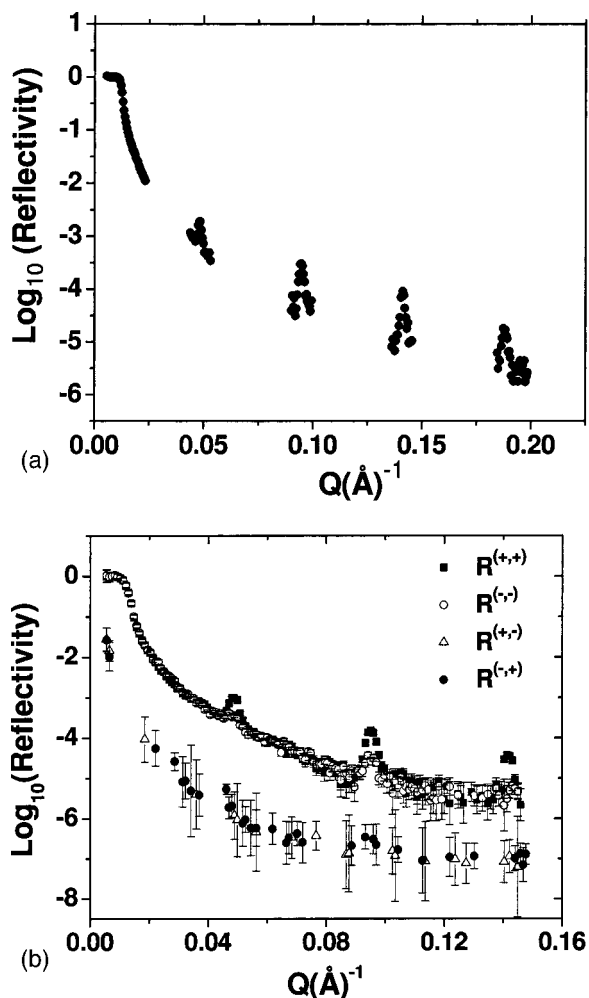 1
0
-1
-2
-3
-4
-5
-6
Log10 (Reflectivity)
0.00 0.05 0.10 0.15 0.20
Q(Å)-1
(a)
R(+,+)
R(-,-)
R(+,-)
R(-,+)
0
-2
-4
-6
-8
Log10(Reflectivity)
0.00 0.04 0.08 0.12 0.16
Q(Å)-1
(b)